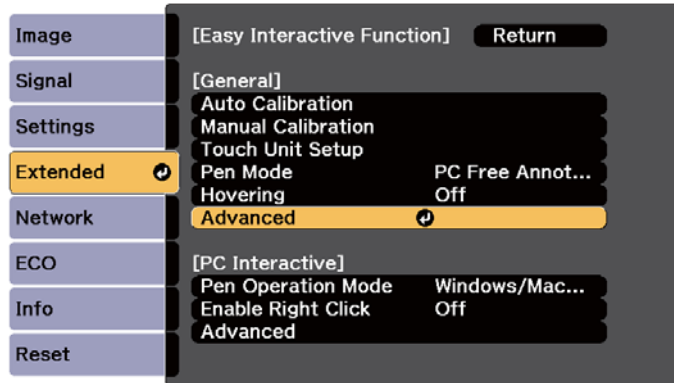 Image
Signal
Settings
Extended
Network
ECO
Info
Reset
[Easy Interactive Function] Return
[General]
Auto Calibration
Manual Calibration
Touch Unit Setup
Pen Mode PC Free Annot...
Hovering Off
Advanced
[PC Interactive]
Pen Operation Mode Windows/Mac...
Enable Right Click Off
Advanced